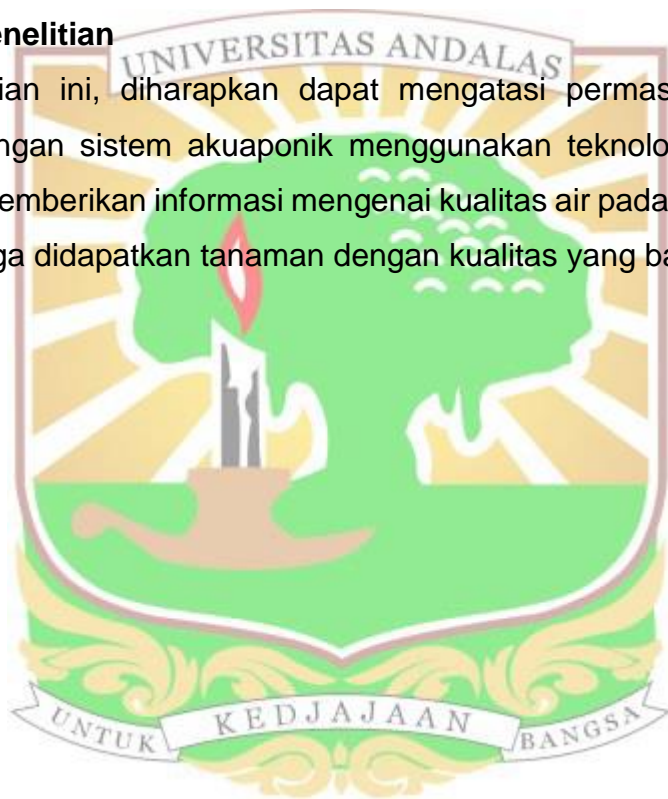 enelitian
UNIVERSITAS ANDALAS
ian ini, diharapkan dapat mengatasi permas
ngan sistem akuaponik menggunakan teknolo
emberikan informasi mengenai kualitas air pada
ga didapatkan tanaman dengan kualitas yang ba
UNTUK KEDJAJAAN BANGSA